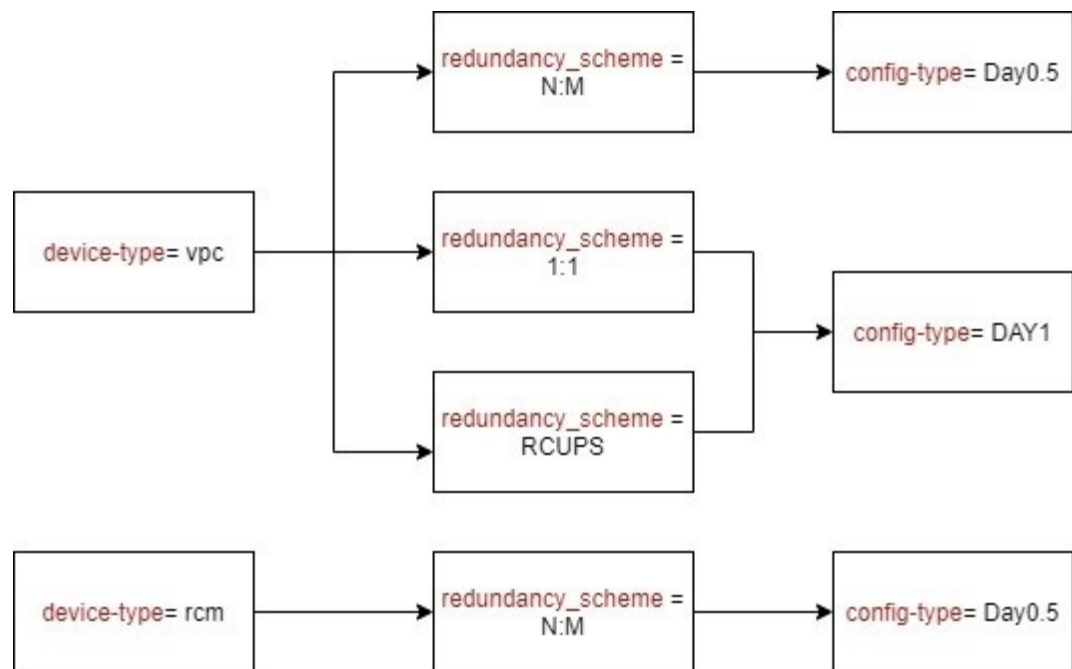 redundancy_scheme =
N:M
config-type= Day0.5
device-type= vpc
redundancy_scheme =
1:1
config-type= DAY1
redundancy_scheme =
RCUPS
device-type= rcm
redundancy_scheme =
N:M
config-type= Day0.5